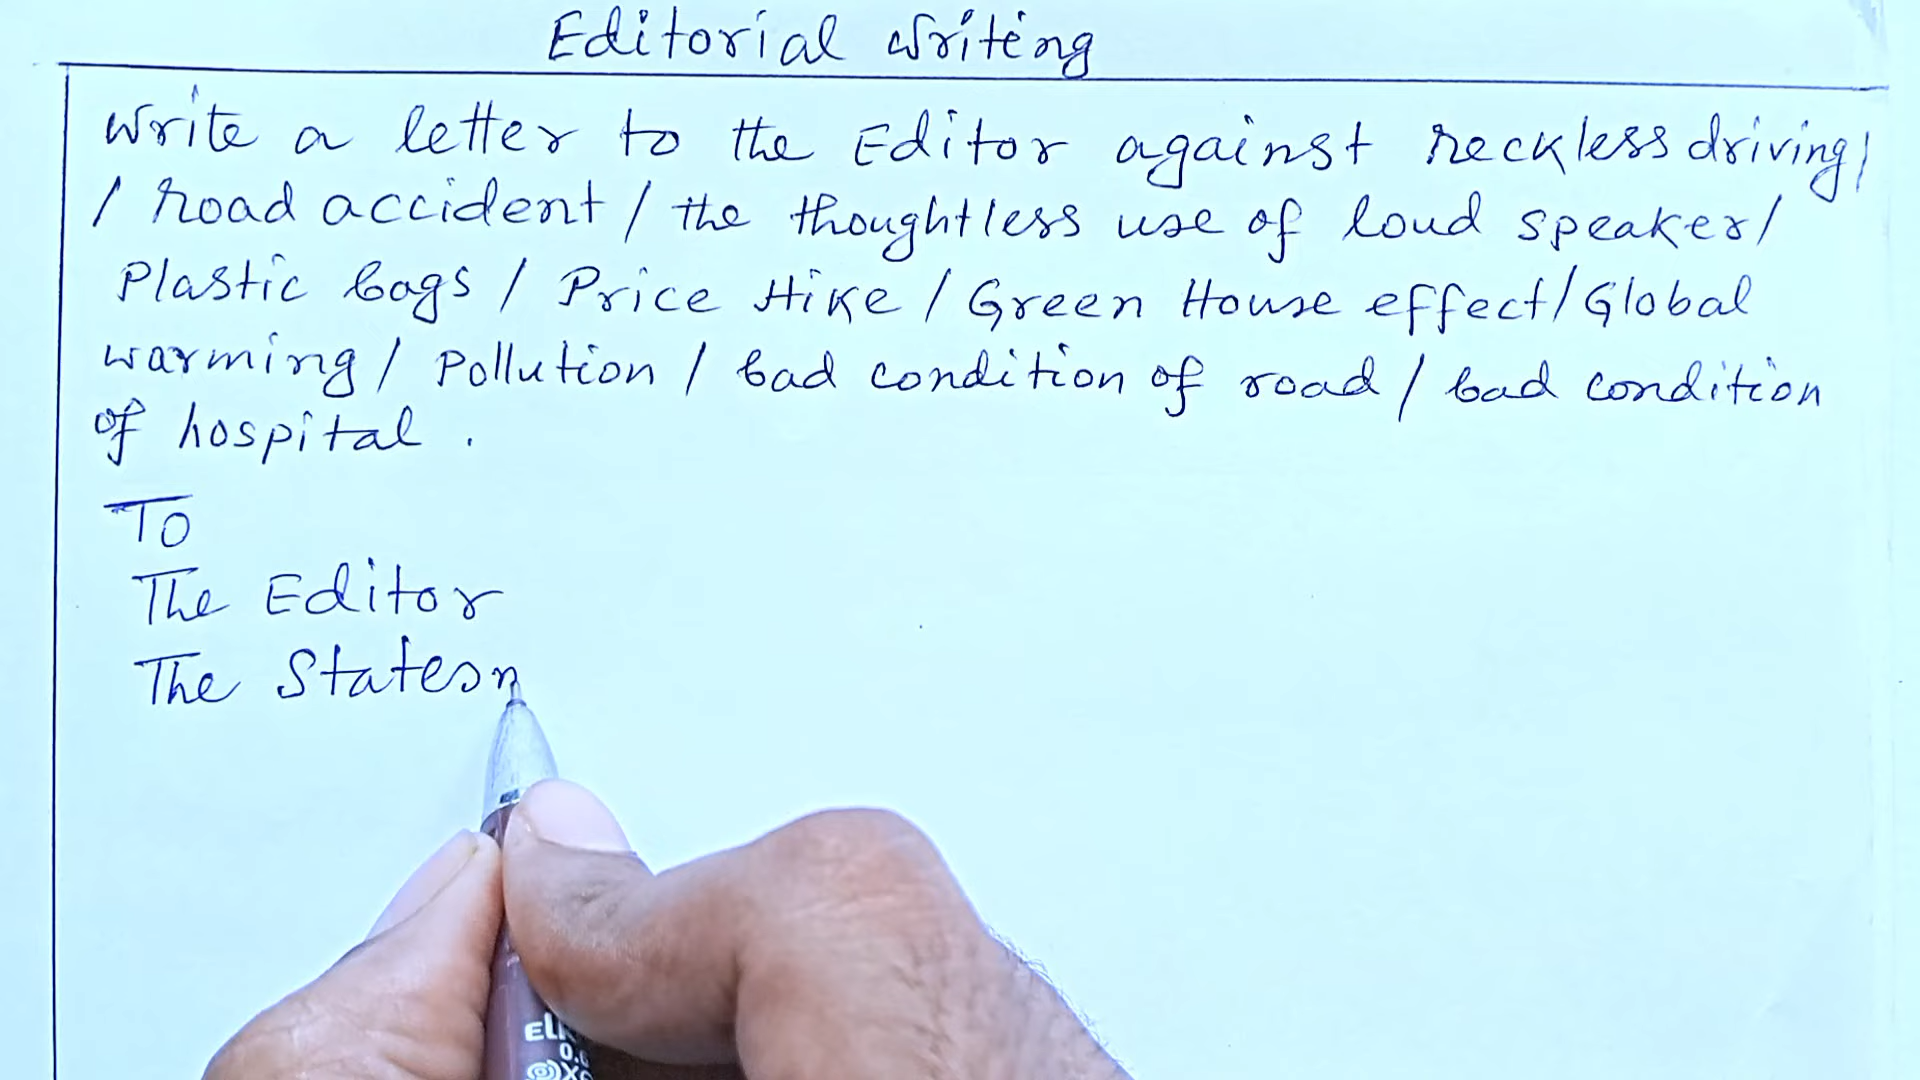 Editorial Writing
Write a letter to the Editor against reckless driving/
/ road accident / the thoughtless use of loud speaker/
Plastic bags / Price Hike / Green House effect / Global
warming / Pollution / bad condition of road / bad condition
of hospital .
To
The Editor
The Statesm